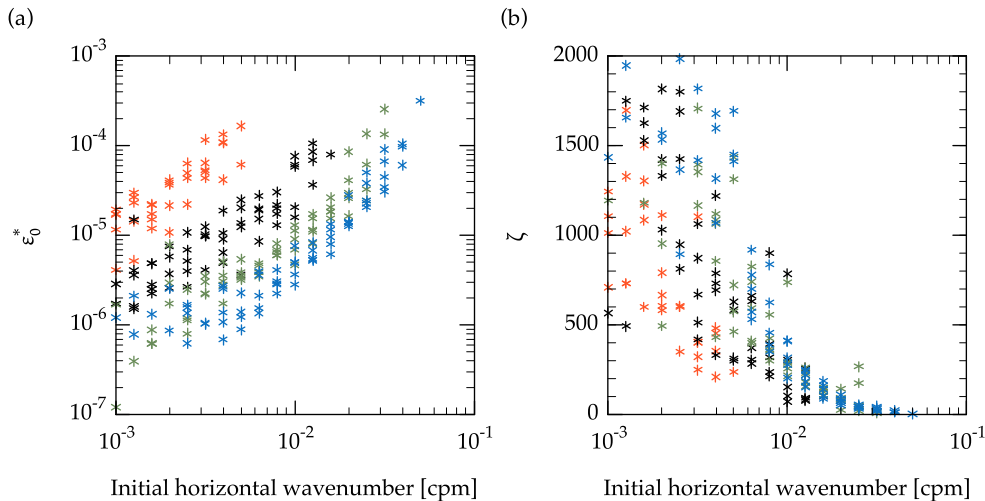 (a)
(b)
10^-3
10^-4
10^-5
10^-6
10^-7
ε_0^*
10^-3
10^-2
10^-1
Initial horizontal wavenumber [cpm]
2000
1500
1000
500
0
ζ
10^-3
10^-2
10^-1
Initial horizontal wavenumber [cpm]